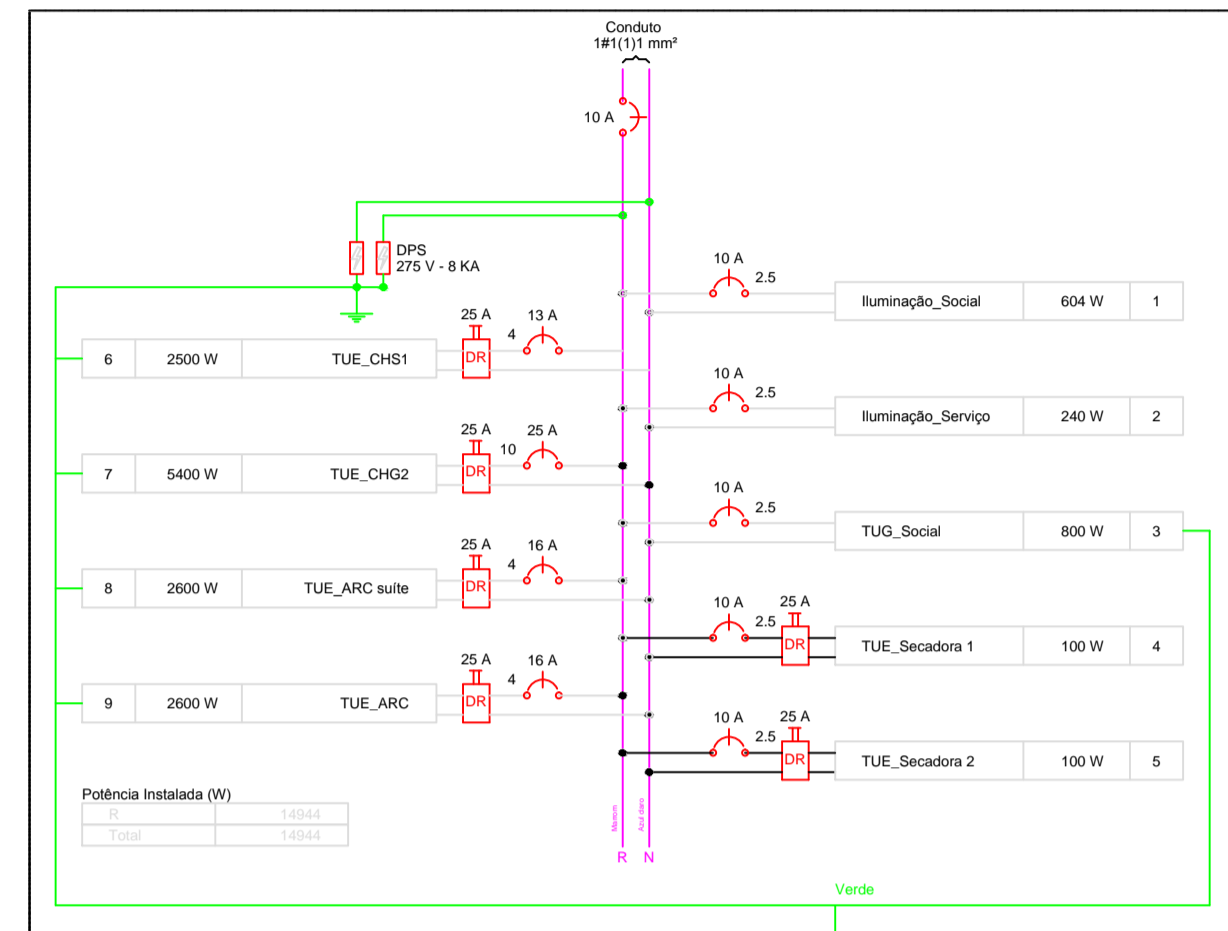 Conduto
1#1(1)1 mm²
10 A
DPS
275 V - 8 KA
10 A
2.5
Iluminação_Social 604 W 1
25 A 13 A
4
6 2500 W TUE_CHS1 DR
10 A
2.5
Iluminação_Serviço 240 W 2
25 A 25 A
10
7 5400 W TUE_CHG2 DR
10 A
2.5
TUG_Social 800 W 3
25 A 16 A
4
8 2600 W TUE_ARC suíte DR
10 A 25 A
2.5
DR TUE_Secadora 1 100 W 4
25 A 16 A
4
9 2600 W TUE_ARC DR
10 A 25 A
2.5
DR TUE_Secadora 2 100 W 5
Potência Instalada (W)
R 14944
Total 14944
Marrom
Azul claro
R N
Verde